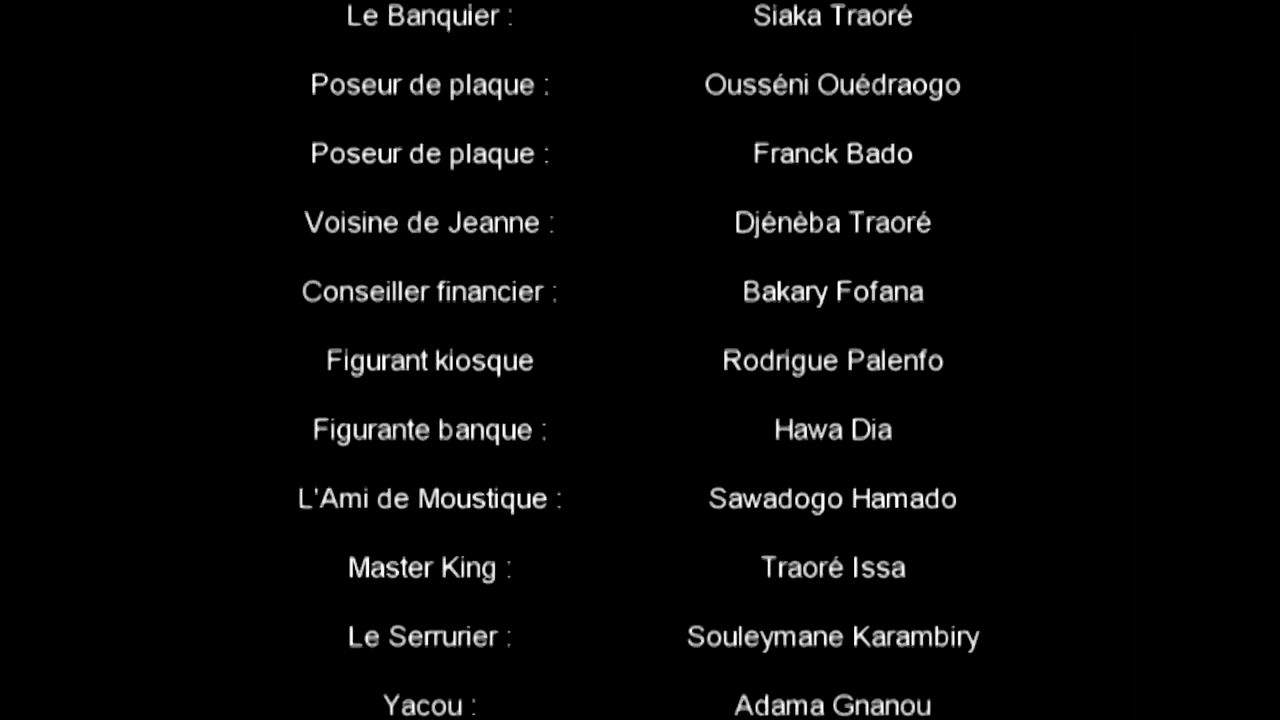 Le Banquier : Siaka Traoré
Poseur de plaque : Ousséni Ouédraogo
Poseur de plaque : Franck Bado
Voisine de Jeanne : Djénèba Traoré
Conseiller financier : Bakary Fofana
Figurant kiosque Rodrigue Palenfo
Figurante banque : Hawa Dia
L'Ami de Moustique : Sawadogo Hamado
Master King : Traoré Issa
Le Serrurier : Souleymane Karambiry
Yacou : Adama Gnanou